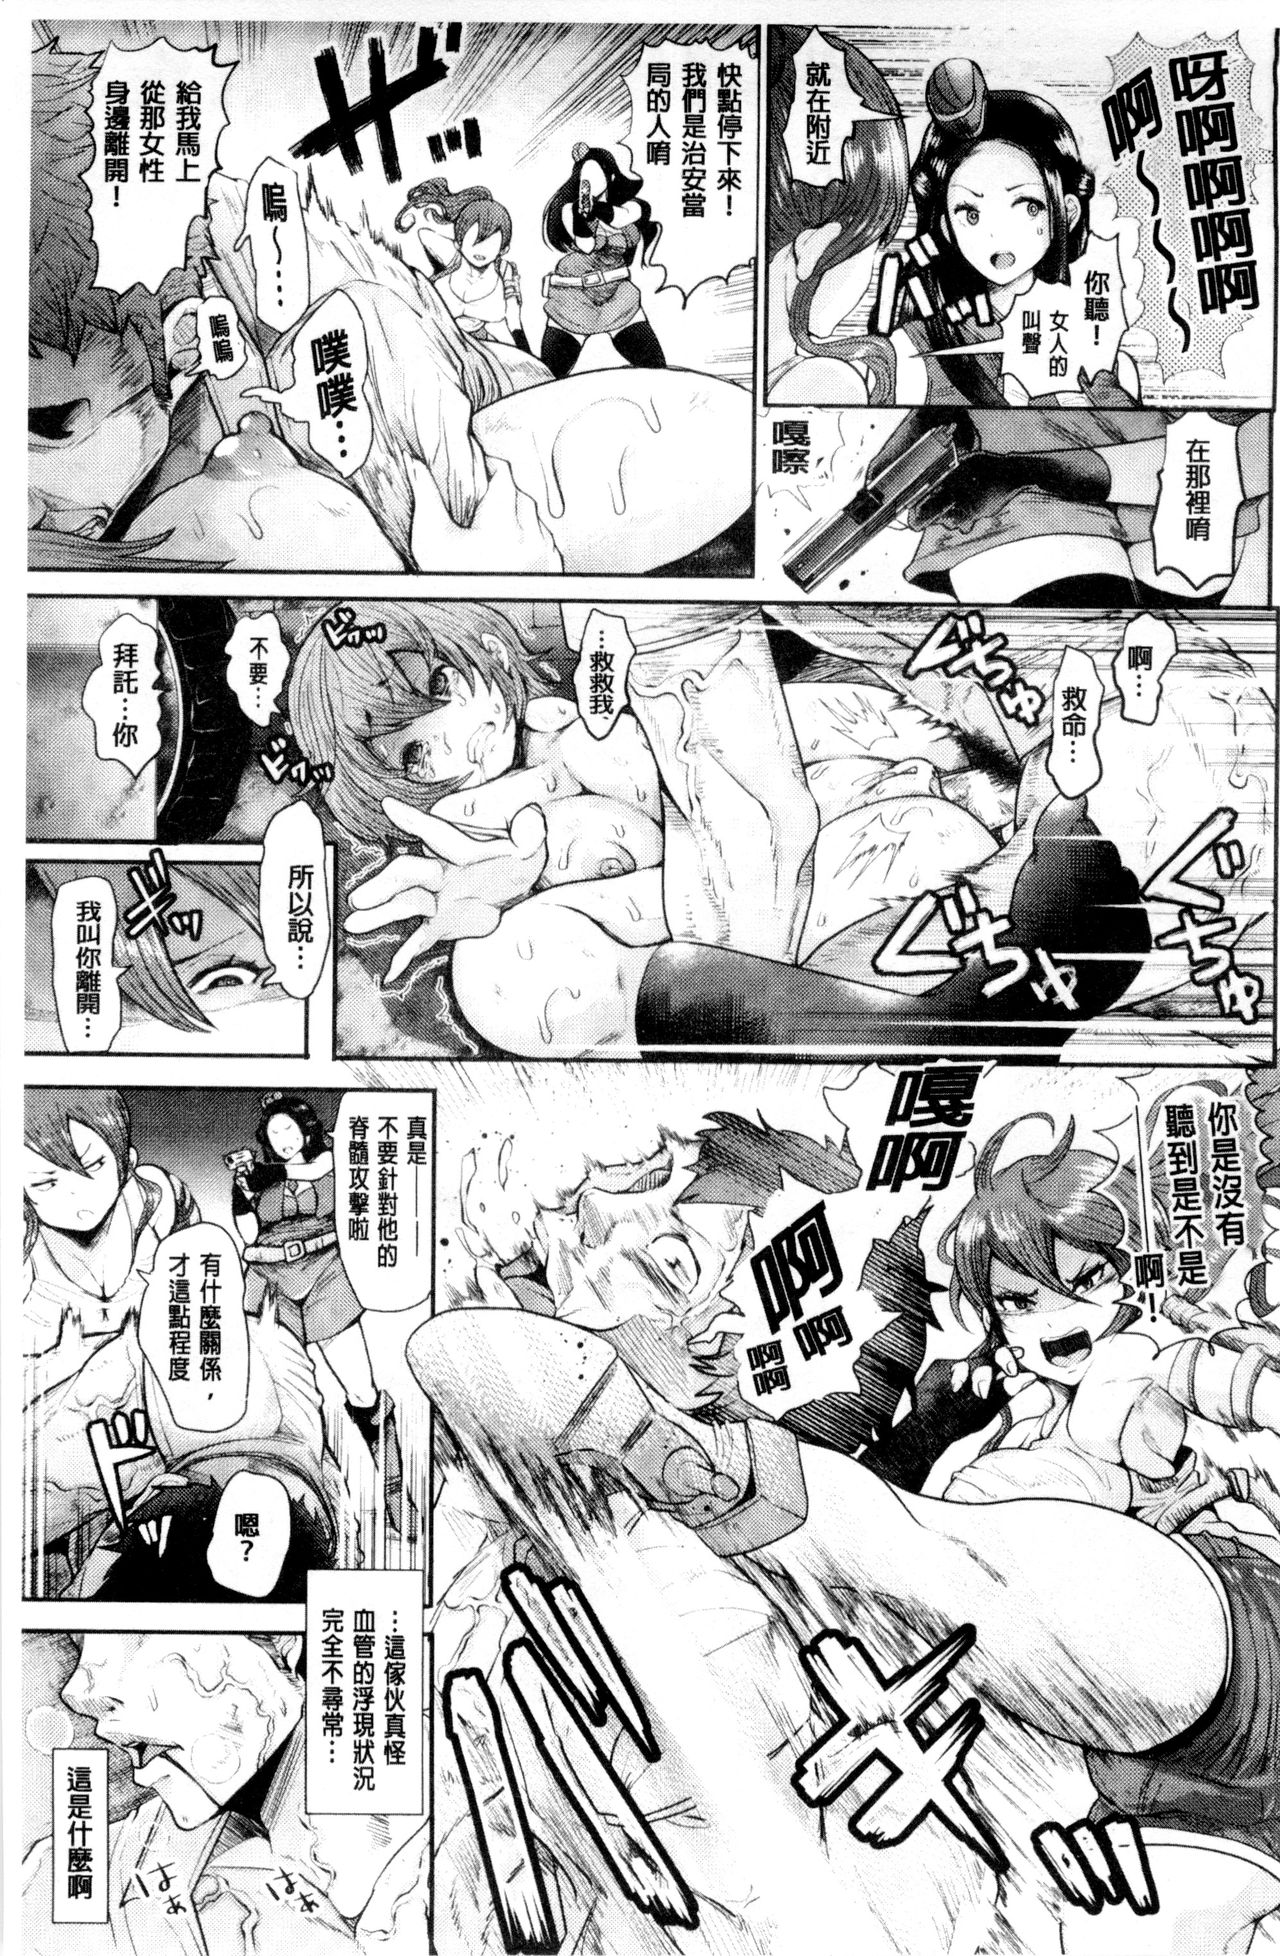 呀啊啊啊啊
啊~~~~
你聽!
女人的
叫聲
就在附近
在那裡唷
嘎嚓
快點停下來!
我們是治安當
局的人唷
給我馬上
從那女性
身邊離開!
嗚~…
嗚嗚
噗噗…
啊…
救命…
…救救我
不要…
拜託…你
ぐちゅ
ぐちゅ
ぐちゅ
ビクッ
ビクッ
所以說…
我叫你離開…
你是沒有
聽到是不是
——啊!
嘎啊
啊啊
啊啊
真是——
不要針對他的
脊髓攻擊啦
有什麼關係,
才這點程度
嗯?
…這傢伙真怪
血管的浮現狀況
完全不尋常…
這是什麼啊
はぁ
はぁ